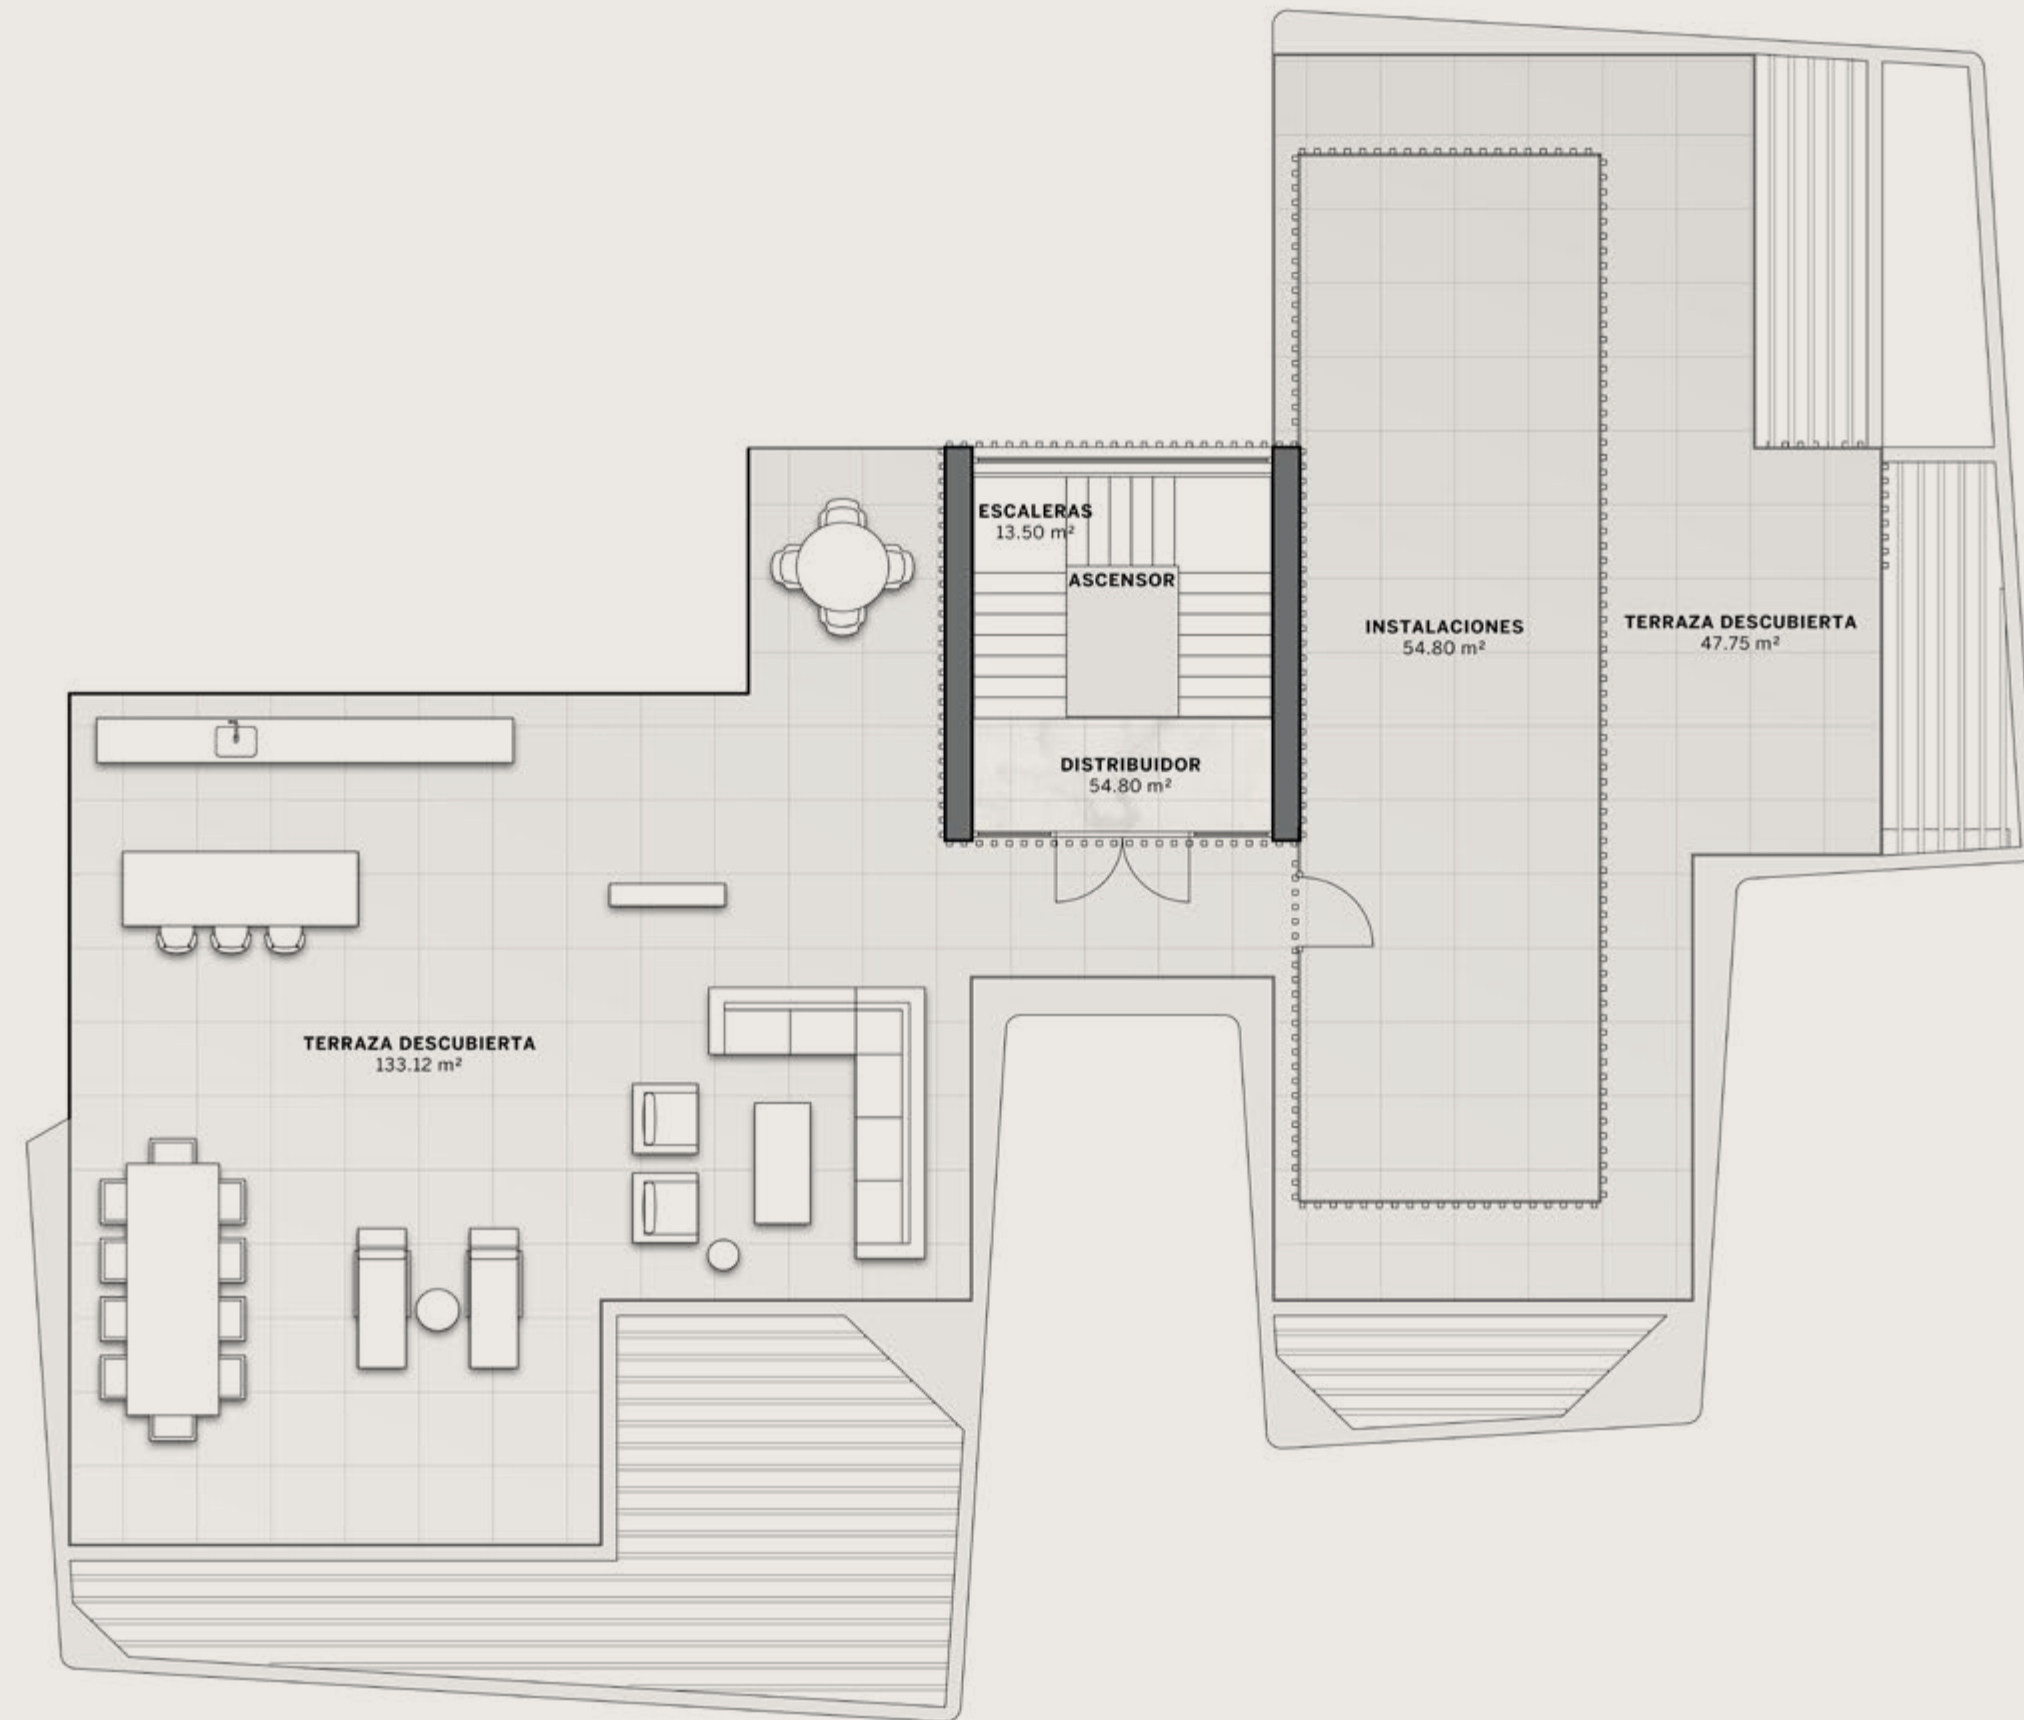 ESCALERAS
13.50 m²
ASCENSOR
INSTALACIONES
54.80 m²
TERRAZA DESCUBIERTA
47.75 m²
DISTRIBUIDOR
54.80 m²
TERRAZA DESCUBIERTA
133.12 m²